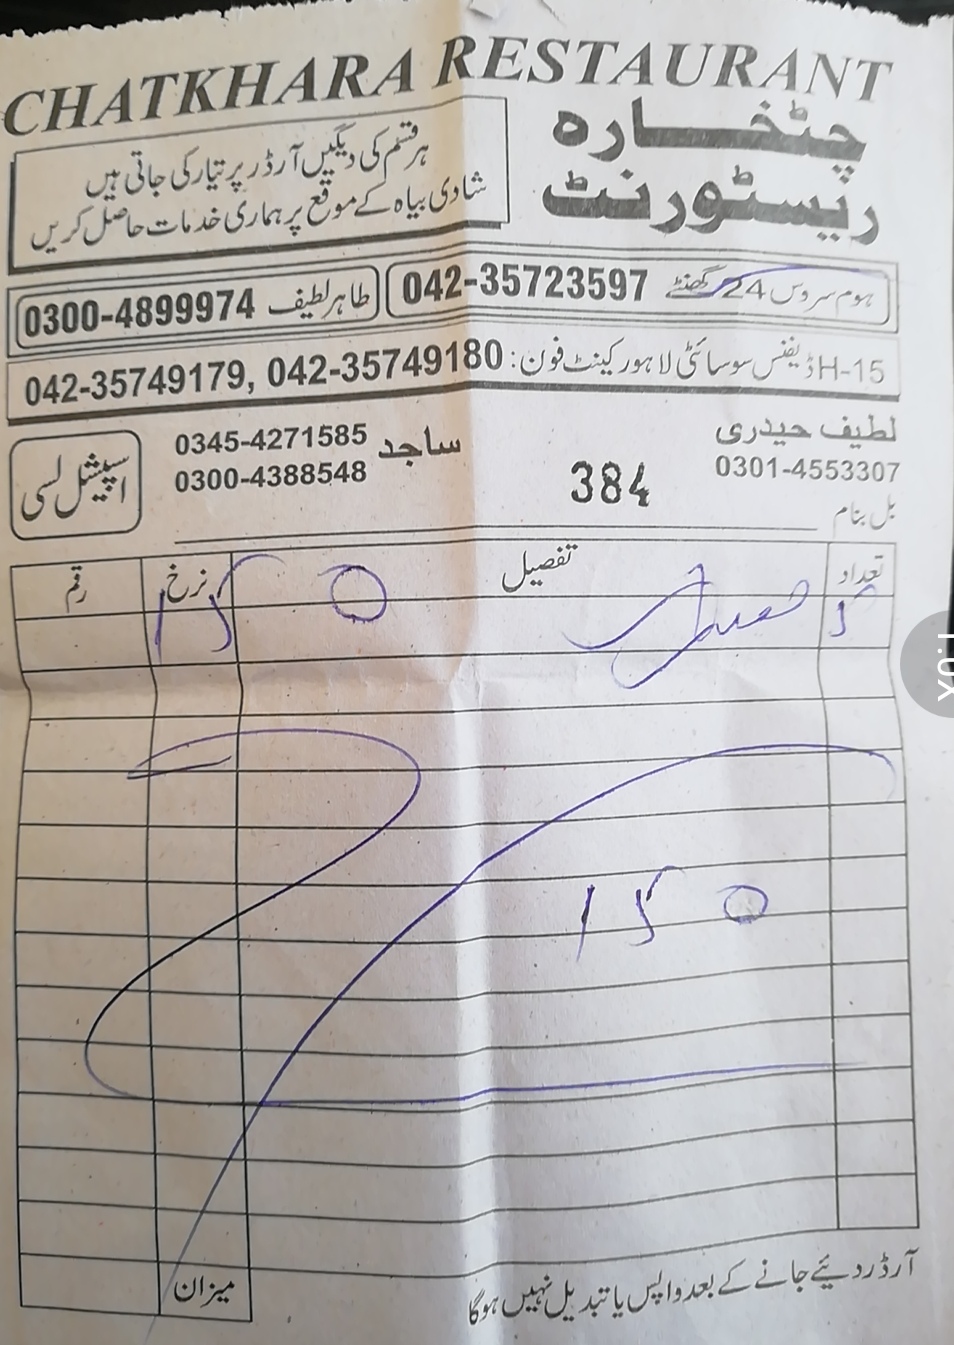 CHATKHARA RESTAURANT
چٹخارہ
ریسٹورنٹ
ہر قسم کی دیگیں آرڈر پر تیار کی جاتی ہیں
شادی بیاہ کے موقع پر ہماری خدمات حاصل کریں
ہوم سروس 24 گھنٹے 042-35723597
طاہر لطیف 0300-4899974
H-15 ڈیفنس سوسائٹی لاہور کینٹ فون: 042-35749179, 042-35749180
لطیف حیدری
0301-4553307
ساجد 0345-4271585
0300-4388548
اسپیشل لسی
384
بل بنام
تعداد تفصیل نرخ رقم
150
150
میزان
آرڈر دیئے جانے کے بعد واپس یا تبدیل نہیں ہوگا